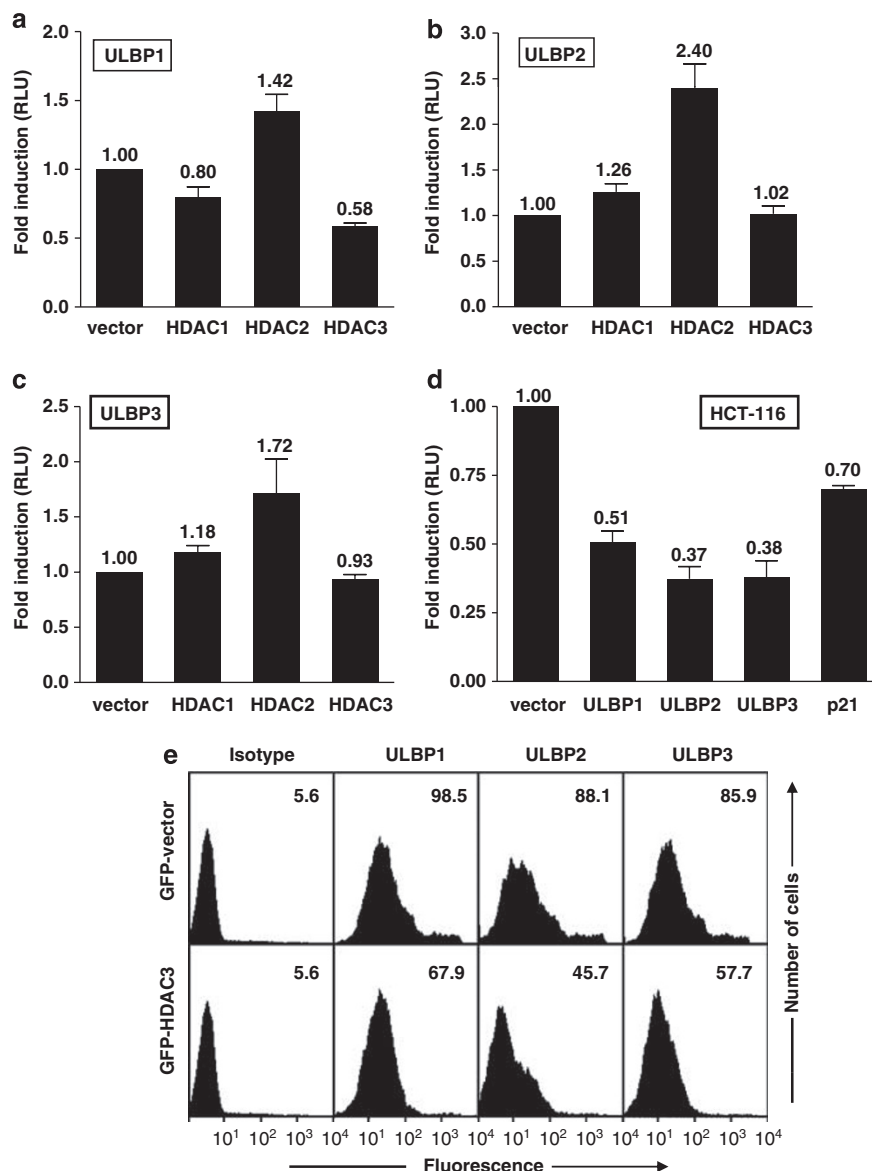 a
ULBP1
Fold induction (RLU)
2.0
1.5
1.0
0.5
0.0
1.00
0.80
1.42
0.58
vector HDAC1 HDAC2 HDAC3
b
ULBP2
Fold induction (RLU)
3.0
2.5
2.0
1.5
1.0
0.5
0.0
1.00
1.26
2.40
1.02
vector HDAC1 HDAC2 HDAC3
c
ULBP3
Fold induction (RLU)
2.5
2.0
1.5
1.0
0.5
0.0
1.00
1.18
1.72
0.93
vector HDAC1 HDAC2 HDAC3
d
HCT-116
Fold induction (RLU)
1.00
0.75
0.50
0.25
0.00
1.00
0.51
0.37
0.38
0.70
vector ULBP1 ULBP2 ULBP3 p21
e
Isotype ULBP1 ULBP2 ULBP3
GFP-vector
5.6 98.5 88.1 85.9
GFP-HDAC3
5.6 67.9 45.7 57.7
10¹ 10² 10³ 10⁴ 10¹ 10² 10³ 10⁴ 10¹ 10² 10³ 10⁴ 10¹ 10² 10³ 10⁴
Fluorescence
Number of cells